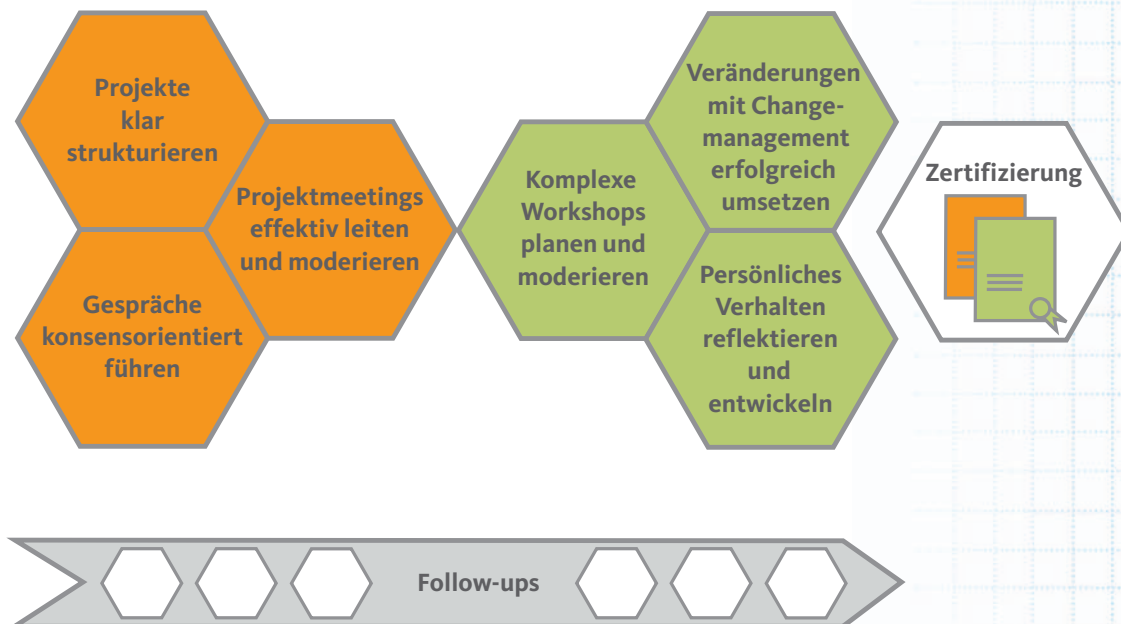 Projekte
klar
strukturieren
Gespräche
konsensorientiert
führen
Projektmeetings
effektiv leiten
und moderieren
Komplexe
Workshops
planen und
moderieren
Veränderungen
mit Change-
management
erfolgreich
umsetzen
Persönliches
Verhalten
reflektieren
und
entwickeln
Zertifizierung
Follow-ups